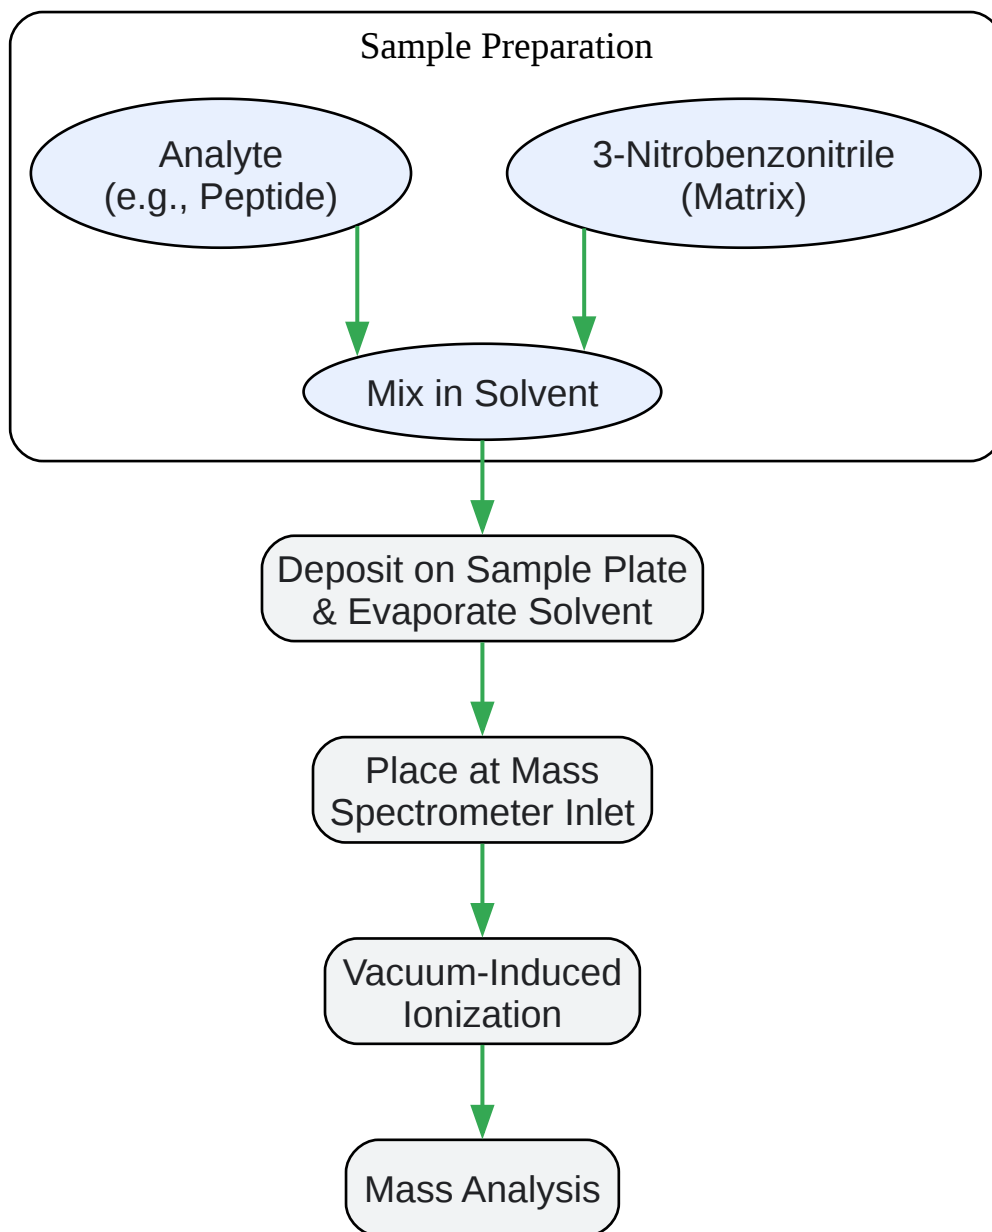 Sample Preparation
Analyte
(e.g., Peptide)
3-Nitrobenzonitrile
(Matrix)
Mix in Solvent
Deposit on Sample Plate
& Evaporate Solvent
Place at Mass
Spectrometer Inlet
Vacuum-Induced
Ionization
Mass Analysis